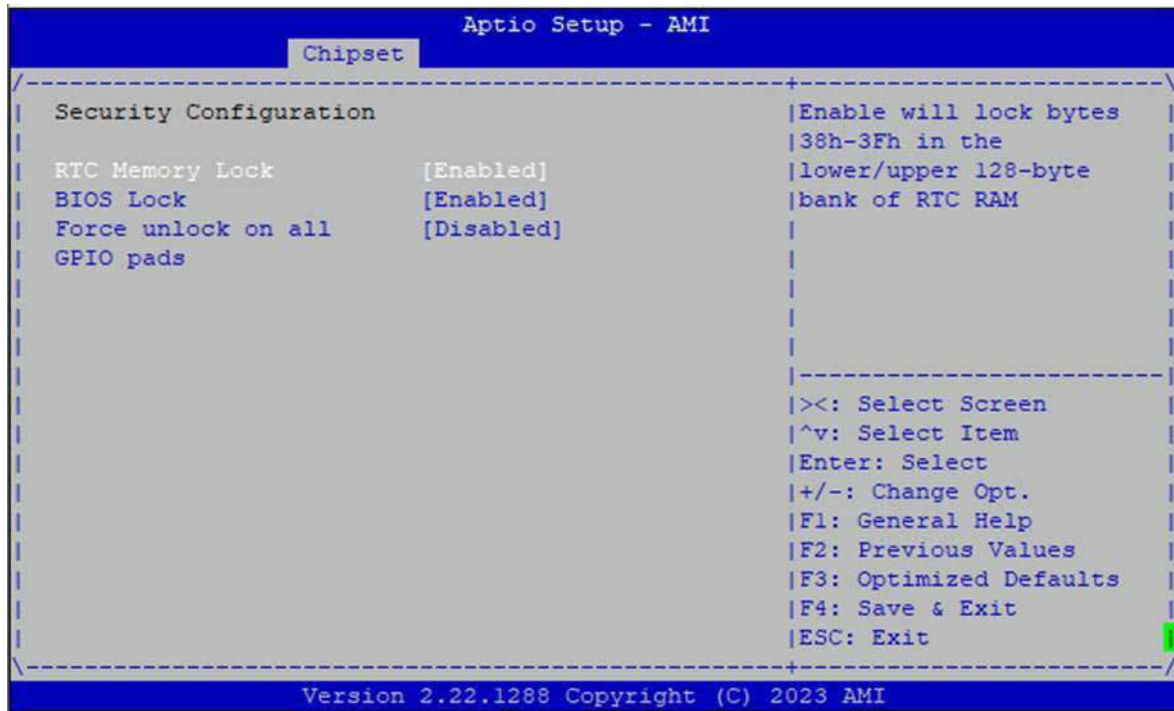 Aptio Setup - AMI
Chipset
Security Configuration
RTC Memory Lock [Enabled]
BIOS Lock [Enabled]
Force unlock on all [Disabled]
GPIO pads
Enable will lock bytes
38h-3Fh in the
lower/upper 128-byte
bank of RTC RAM
><: Select Screen
^v: Select Item
Enter: Select
+/-: Change Opt.
F1: General Help
F2: Previous Values
F3: Optimized Defaults
F4: Save & Exit
ESC: Exit
Version 2.22.1288 Copyright (C) 2023 AMI